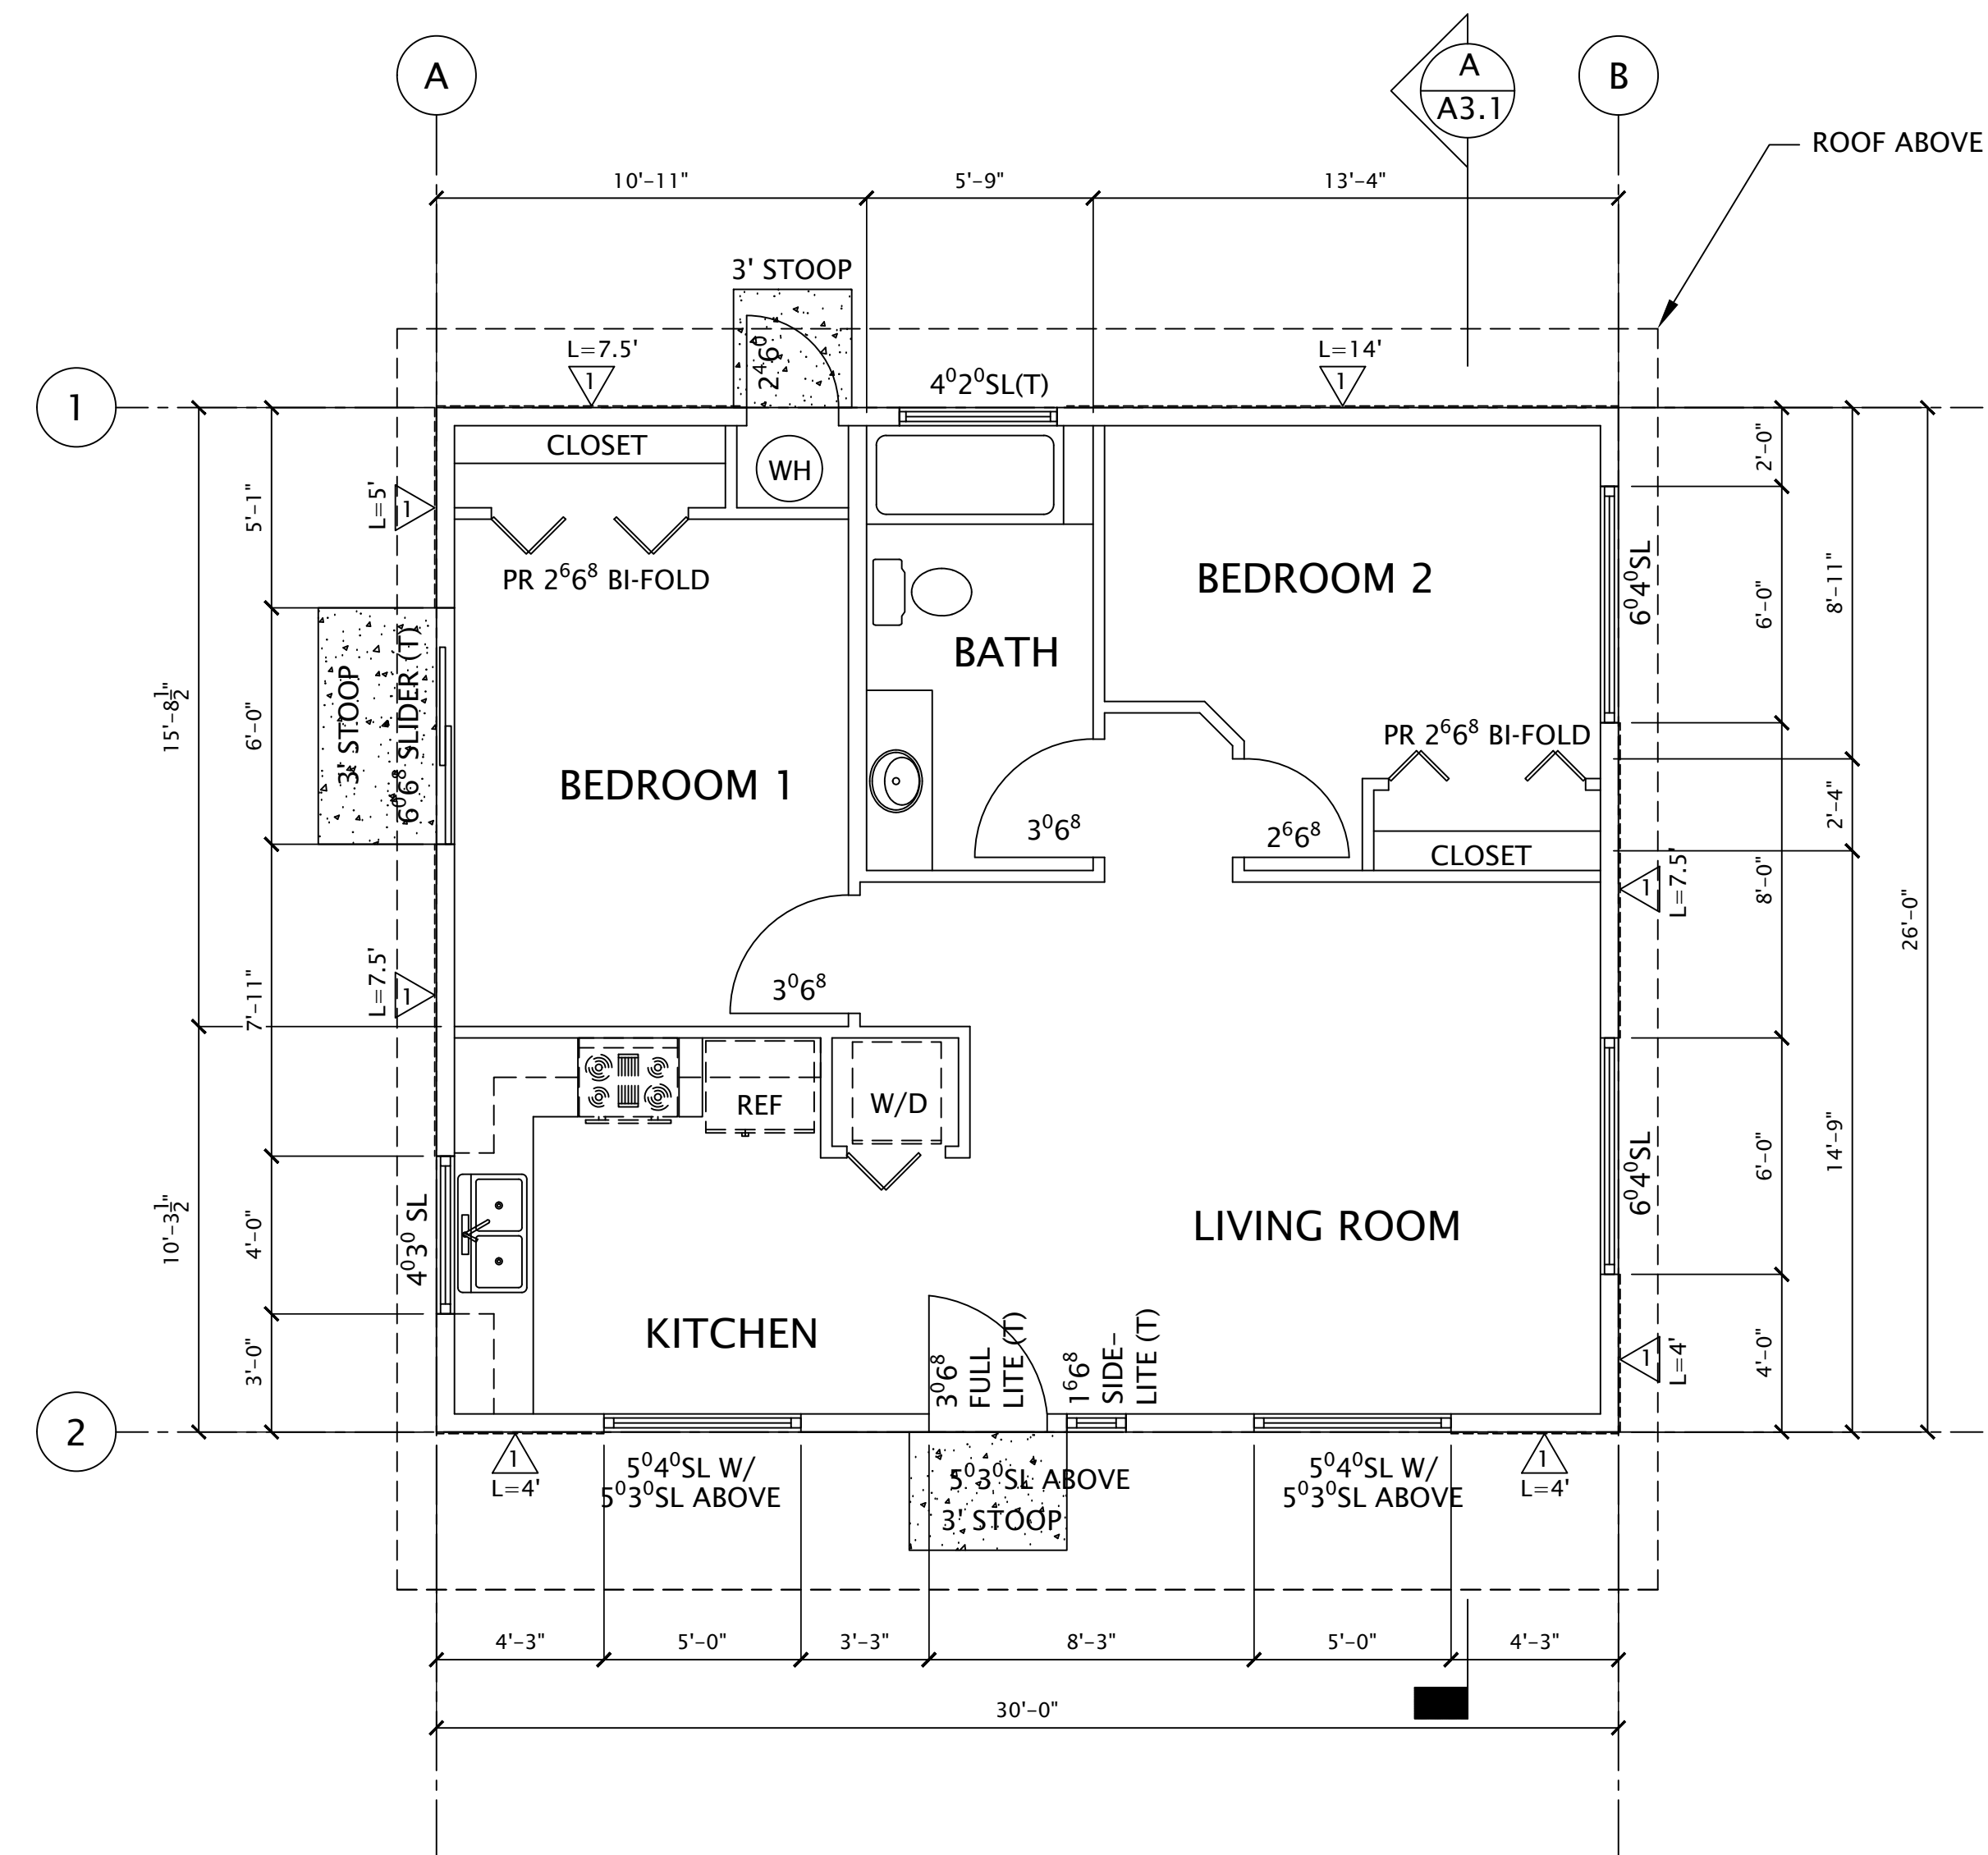 A
A
A3.1
B
ROOF ABOVE
10'-11"
5'-9"
13'-4"
3' STOOP
2⁴6⁰
L=7.5'
1
L=14'
1
4⁰2⁰SL(T)
1
CLOSET
WH
2'-0"
5'-1"
L=5'
1
PR 2⁶6⁸ BI-FOLD
BEDROOM 2
6⁰4⁰SL
6'-0"
8'-11"
BATH
15'-8½"
6'-0"
3' STOOP
6⁰6⁸ SLIDER (T)
BEDROOM 1
PR 2⁶6⁸ BI-FOLD
3⁰6⁸
2⁶6⁸
CLOSET
2'-4"
1
L=7.5'
8'-0"
26'-0"
7'-11"
L=7.5'
1
3⁰6⁸
REF
W/D
6⁰4⁰SL
6'-0"
14'-9"
10'-3½"
4'-0"
4⁰3⁰ SL
LIVING ROOM
KITCHEN
3⁰6⁸
FULL
LITE (T)
1⁶6⁸
SIDE-
LITE (T)
3'-0"
1
L=4'
4'-0"
2
1
L=4'
5⁰4⁰SL W/
5⁰3⁰SL ABOVE
5⁰3⁰SL ABOVE
3' STOOP
5⁰4⁰SL W/
5⁰3⁰SL ABOVE
1
L=4'
4'-3"
5'-0"
3'-3"
8'-3"
5'-0"
4'-3"
30'-0"